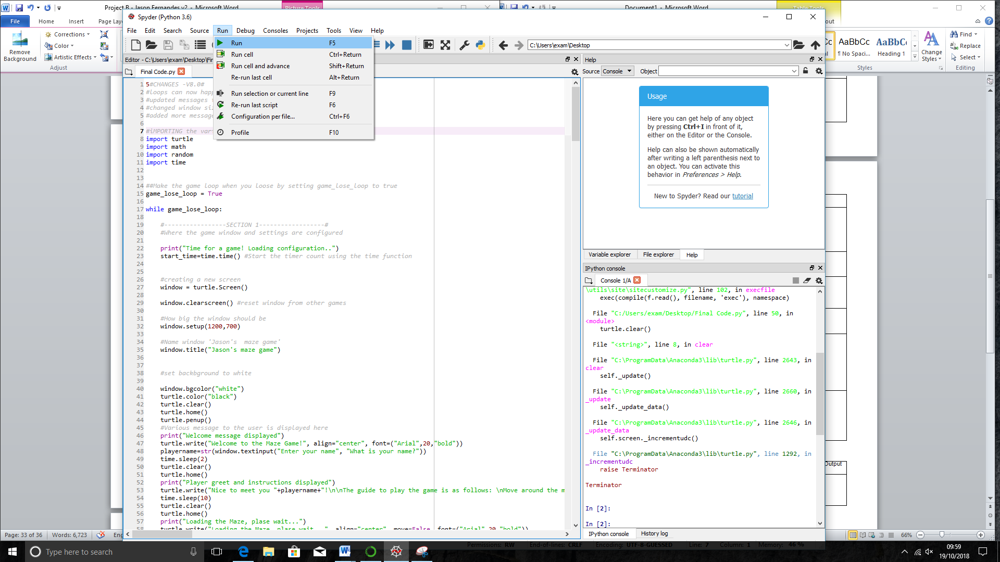 Project B - Jason Fernandes v2 - Microsoft Word
Picture Tools
Document1 - Microsoft Word
Table Tools
File
Home
Insert
Page Lay
out
Corrections
Color
Artistic Effects
Remove
Background
Adjust
AaBbCc
AaBbC
¶ No Spaci...
Heading 1
Change
Styles
Styles
Find
Replace
Select
Editing
Spyder (Python 3.6)
File Edit Search Source Run Debug Consoles Projects Tools View Help
Run F5
Run cell Ctrl+Return
Run cell and advance Shift+Return
Re-run last cell Alt+Return
Run selection or current line F9
Re-run last script F6
Configuration per file... Ctrl+F6
Profile F10
C:\Users\exam\Desktop
Editor - C:\Users\exam\Desktop\Fin
Final Code.py
1 5#CHANGES -V8.0#
2 #loops can now hap
3 #updated messages
4 #changed window si
5 #added more message
6
7 #iMPORTING the var
8 import turtle
9 import math
10 import random
11 import time
12
13
14 ##Make the game loop when you loose by setting game_lose_loop to true
15 game_lose_loop = True
16
17 while game_lose_loop:
18
19 #-----------------SECTION 1------------------#
20 #Where the game window and settings are configured
21
22 print("Time for a game! Loading configuration..")
23 start_time=time.time() #Start the timer count using the time function
24
25
26 #creating a new screen
27 window = turtle.Screen()
28
29 window.clearscreen() #reset window from other games
30
31 #How big the window should be
32 window.setup(1200,700)
33
34 #Name window 'Jason's  maze game'
35 window.title("Jason's maze game")
36
37
38 #set backbground to white
39
40 window.bgcolor("white")
41 turtle.color("black")
42 turtle.clear()
43 turtle.home()
44 turtle.penup()
45 #Various message to the user is displayed here
46 print("Welcome message displayed")
47 turtle.write("Welcome to the Maze Game!", align="center", font=("Arial",20,"bold"))
48 playername=str(window.textinput("Enter your name", "What is your name?"))
49 time.sleep(2)
50 turtle.clear()
51 turtle.home()
52 print("Player greet and instructions displayed")
53 turtle.write("Nice to meet you "+playername+"!\n\nThe guide to play the game is as follows: \nMove around the m
54 time.sleep(10)
55 turtle.clear()
56 turtle.home()
57 print("Loading the Maze, plase wait...")
58 turtle.write("Loading the Maze, plase wait...", align="center", move=False, font=("Arial",20,"bold"))
Help
Source Console Object
Usage
Here you can get help of any object
by pressing Ctrl+I in front of it,
either on the Editor or the Console.
Help can also be shown automatically
after writing a left parenthesis next to
an object. You can activate this
behavior in Preferences > Help.
New to Spyder? Read our tutorial
Variable explorer File explorer Help
IPython console
Console 1/A
\utils\site\sitecustomize.py", line 102, in execfile
exec(compile(f.read(), filename, 'exec'), namespace)
File "C:/Users/exam/Desktop/Final Code.py", line 50, in
<module>
turtle.clear()
File "<string>", line 8, in clear
File "C:\ProgramData\Anaconda3\lib\turtle.py", line 2643, in
clear
self._update()
File "C:\ProgramData\Anaconda3\lib\turtle.py", line 2660, in
_update
self._update_data()
File "C:\ProgramData\Anaconda3\lib\turtle.py", line 2646, in
_update_data
self.screen._incrementudc()
File "C:\ProgramData\Anaconda3\lib\turtle.py", line 1292, in
_incrementudc
raise Terminator
Terminator
In [2]:
In [2]:
IPython console History log
Output
Permissions: RW End-of-lines: CRLF Encoding: UTF-8-GUESSED Line: 7 Column: 1 Memory: 46 %
Page: 33 of 36 Words: 6,723 Eng
66%
Type here to search
09:59
19/10/2018